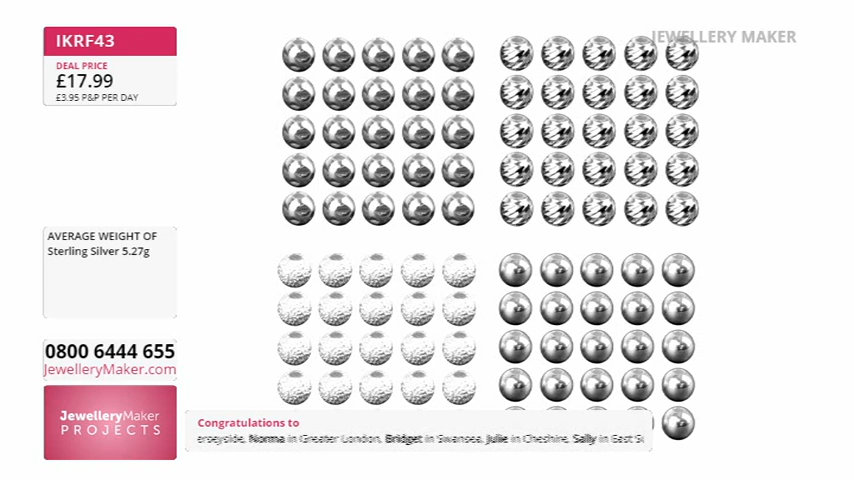 JEWELLERY MAKER
IKRF43
DEAL PRICE
£17.99
£3.95 P&P PER DAY
AVERAGE WEIGHT OF
Sterling Silver 5.27g
0800 6444 655
JewelleryMaker.com
JewelleryMaker
PROJECTS
Congratulations to
erseyside, Norma in Greater London, Bridget in Swansea, Julie in Cheshire, Sally in East